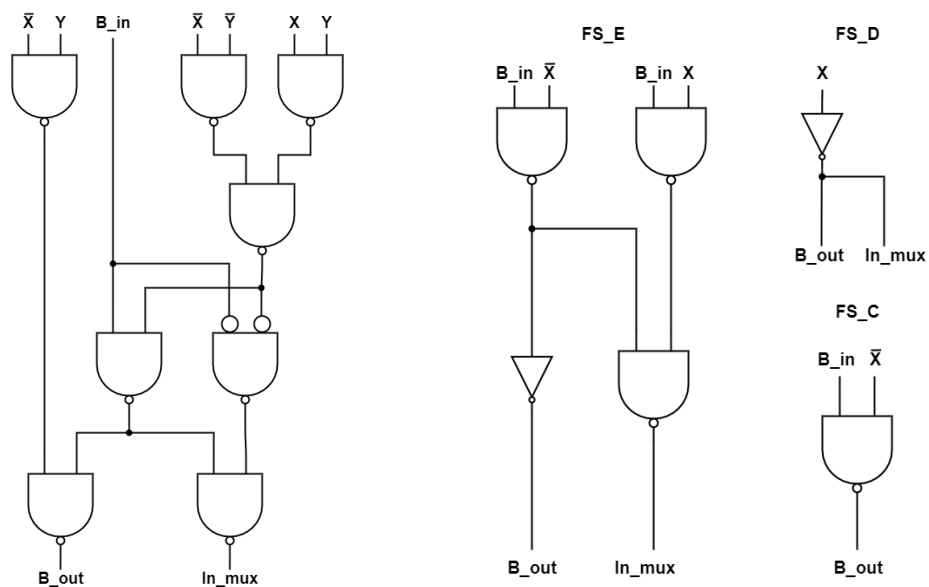 X̅ Y B_in X̅ Y̅ X Y
B_out In_mux
FS_E
B_in X̅ B_in X
B_out In_mux
FS_D
X
B_out In_mux
FS_C
B_in X̅
B_out